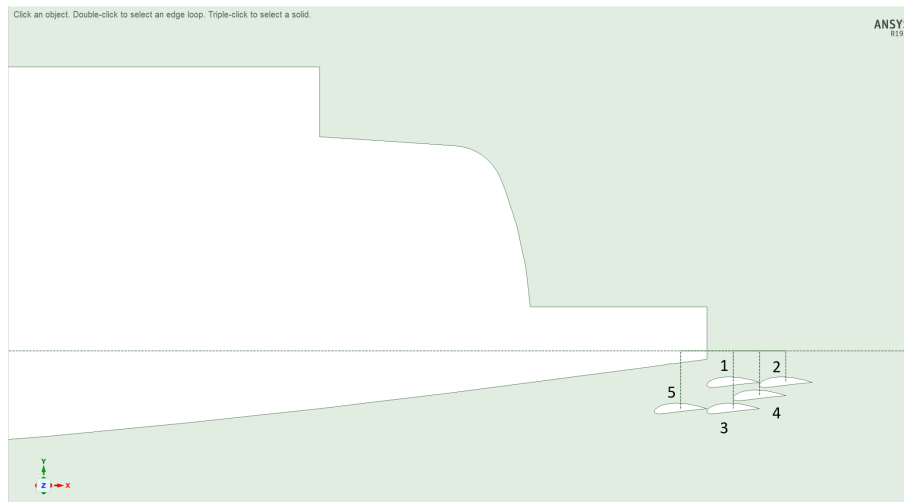 Click an object. Double-click to select an edge loop. Triple-click to select a solid.
ANSYS
R19
1
2
5
4
3
Y
Z
X